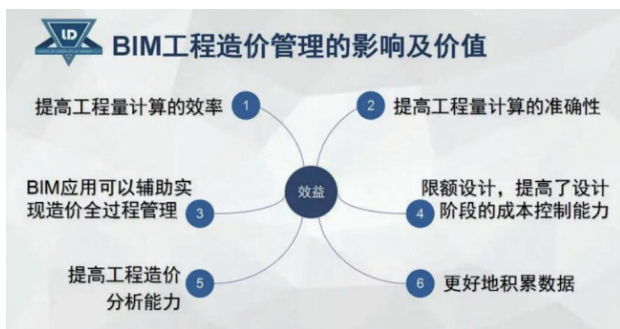 LD
BIM工程造价管理的影响及价值
提高工程量计算的效率
1
2
提高工程量计算的准确性
BIM应用可以辅助实
现造价全过程管理
3
效益
限额设计，提高了设计
阶段的成本控制能力
4
提高工程造价
分析能力
5
6
更好地积累数据